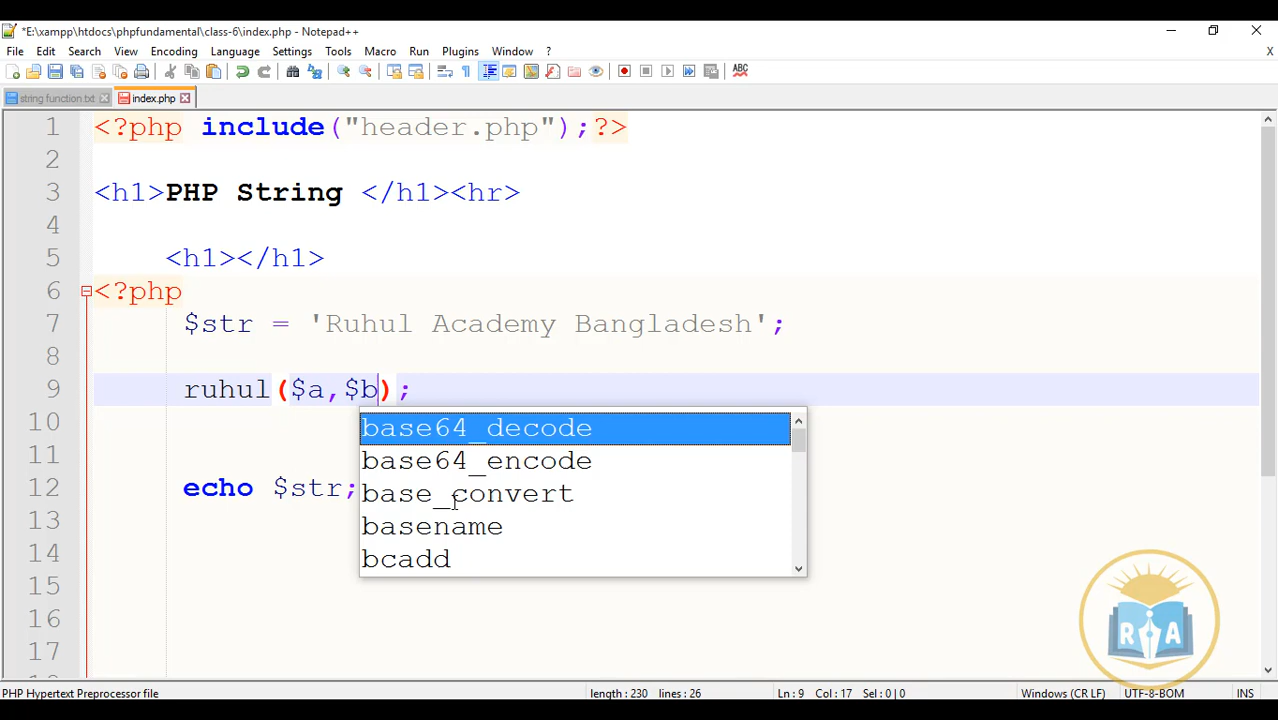 *E:\xampp\htdocs\phpfundamental\class-6\index.php - Notepad++
File Edit Search View Encoding Language Settings Tools Macro Run Plugins Window ? X
ABC
string function.txt index.php
1 <?php include("header.php");?>
2
3 <h1>PHP String </h1><hr>
4
5 <h1></h1>
6 <?php
7 $str = 'Ruhul Academy Bangladesh';
8
9 ruhul($a,$b);
10 base64_decode
11 base64_encode
12 echo $str; base_convert
13 basename
14 bcadd
15
16
17
R A
PHP Hypertext Preprocessor file length : 230 lines : 26 Ln : 9 Col : 17 Sel : 0 | 0 Windows (CR LF) UTF-8-BOM INS